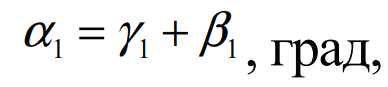 α₁ = γ₁ + β₁, град,